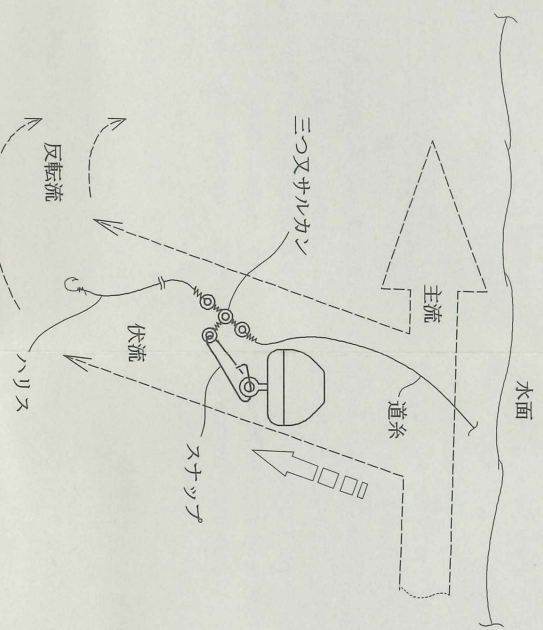 水面
主流
道糸
三つ又サルカン
反転流
伏流
スナップ
ハリス